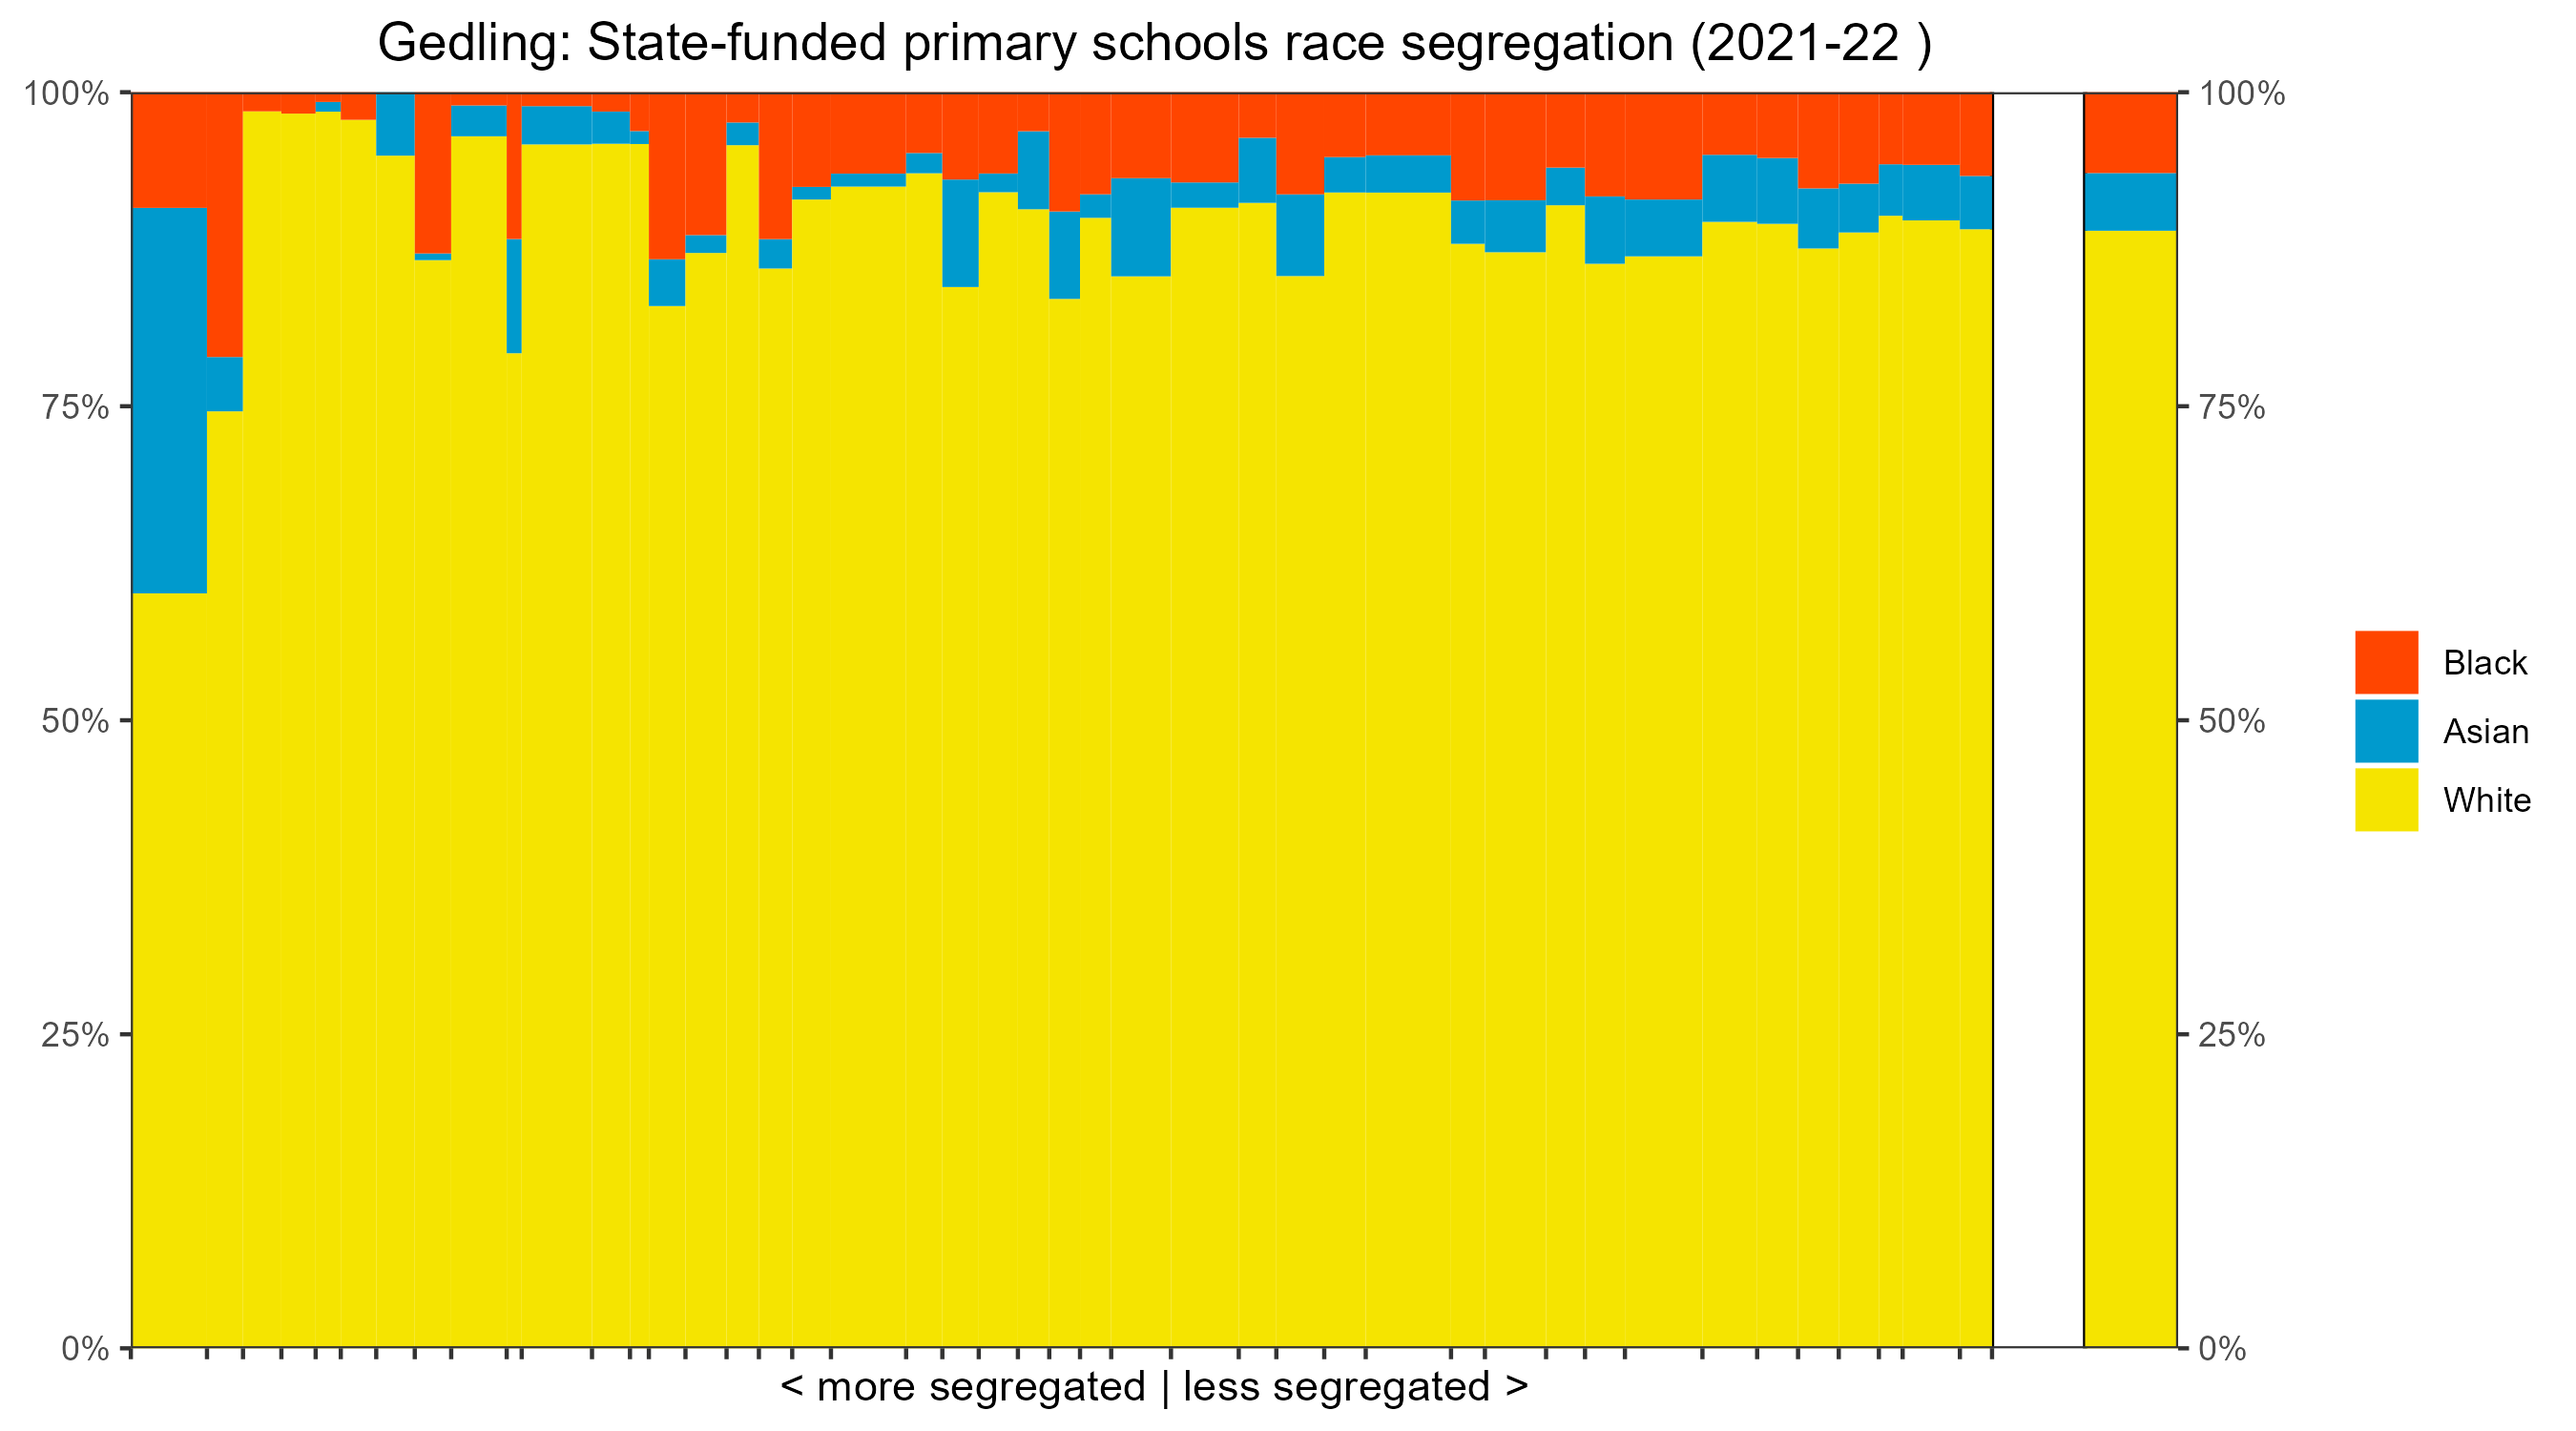 Gedling: State-funded primary schools race segregation (2021-22 )
100%
75%
50%
25%
0%
100%
75%
50%
25%
0%
Black
Asian
White
< more segregated | less segregated >